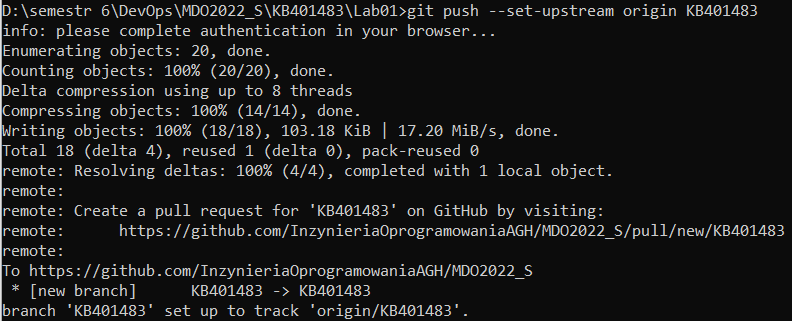 D:\semestr 6\DevOps\MDO2022_S\KB401483\Lab01>git push --set-upstream origin KB401483
info: please complete authentication in your browser...
Enumerating objects: 20, done.
Counting objects: 100% (20/20), done.
Delta compression using up to 8 threads
Compressing objects: 100% (14/14), done.
Writing objects: 100% (18/18), 103.18 KiB | 17.20 MiB/s, done.
Total 18 (delta 4), reused 1 (delta 0), pack-reused 0
remote: Resolving deltas: 100% (4/4), completed with 1 local object.
remote:
remote: Create a pull request for 'KB401483' on GitHub by visiting:
remote:      https://github.com/InzynieriaOprogramowaniaAGH/MDO2022_S/pull/new/KB401483
remote:
To https://github.com/InzynieriaOprogramowaniaAGH/MDO2022_S
 * [new branch]      KB401483 -> KB401483
branch 'KB401483' set up to track 'origin/KB401483'.